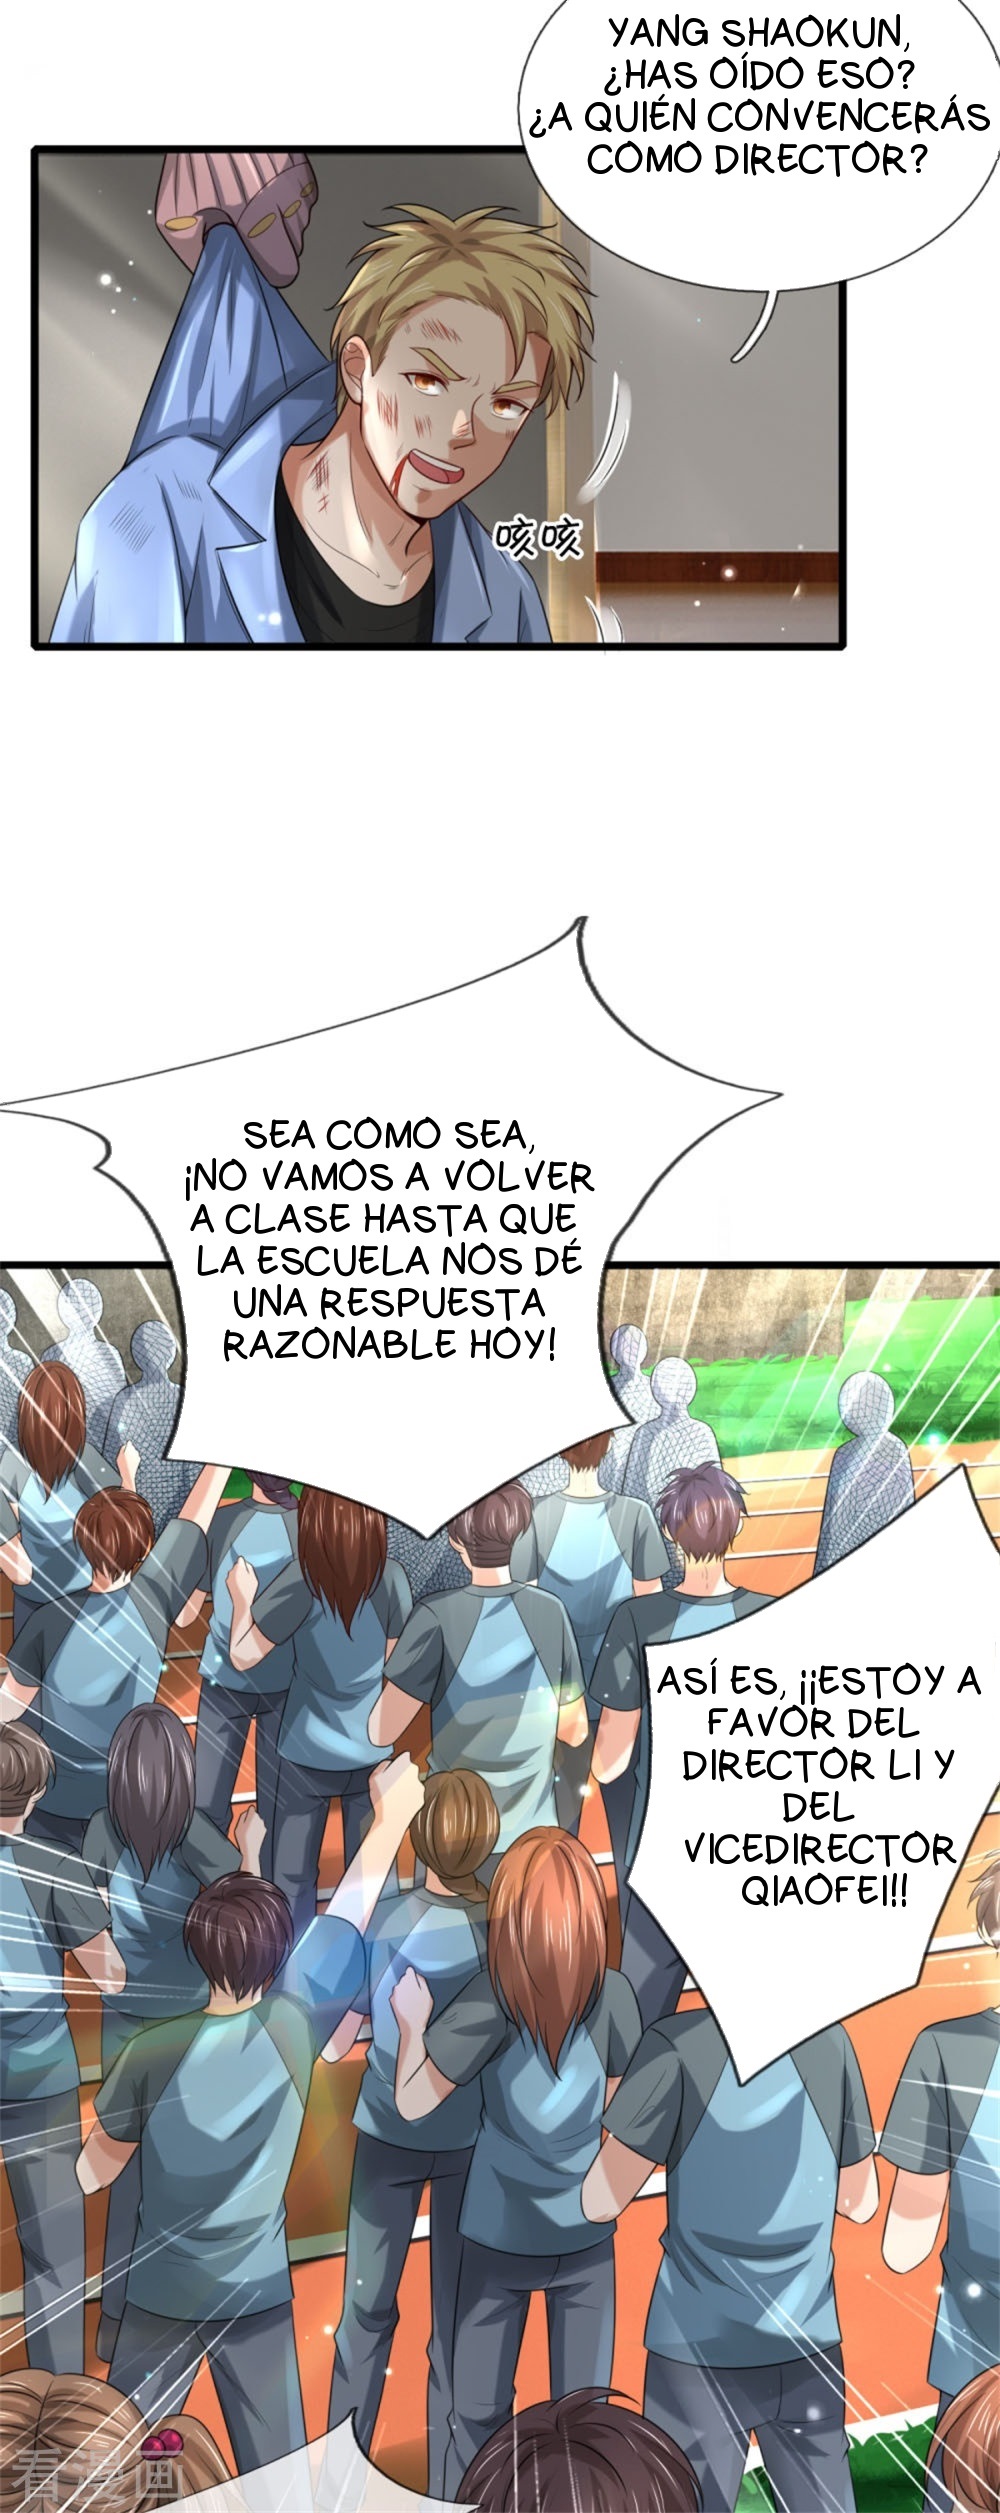 YANG SHAOKUN,
¿HAS OÍDO ESO?
¿A QUIÉN CONVENCERÁS
COMO DIRECTOR?
咳咳
SEA COMO SEA,
¡NO VAMOS A VOLVER
A CLASE HASTA QUE
LA ESCUELA NOS DÉ
UNA RESPUESTA
RAZONABLE HOY!
ASÍ ES, ¡¡ESTOY A
FAVOR DEL
DIRECTOR LI Y
DEL
VICEDIRECTOR
QIAOFEI!!
看漫画